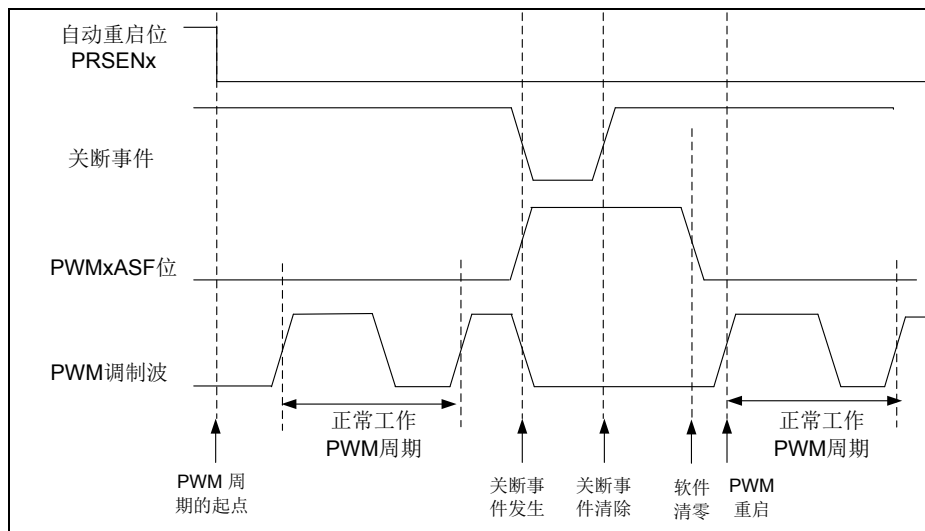 自动重启位
PRSENx
关断事件
PWMxASF位
PWM调制波
正常工作
PWM周期
正常工作
PWM周期
PWM 周
期的起点
关断事
件发生
关断事
件清除
软件
清零
PWM
重启